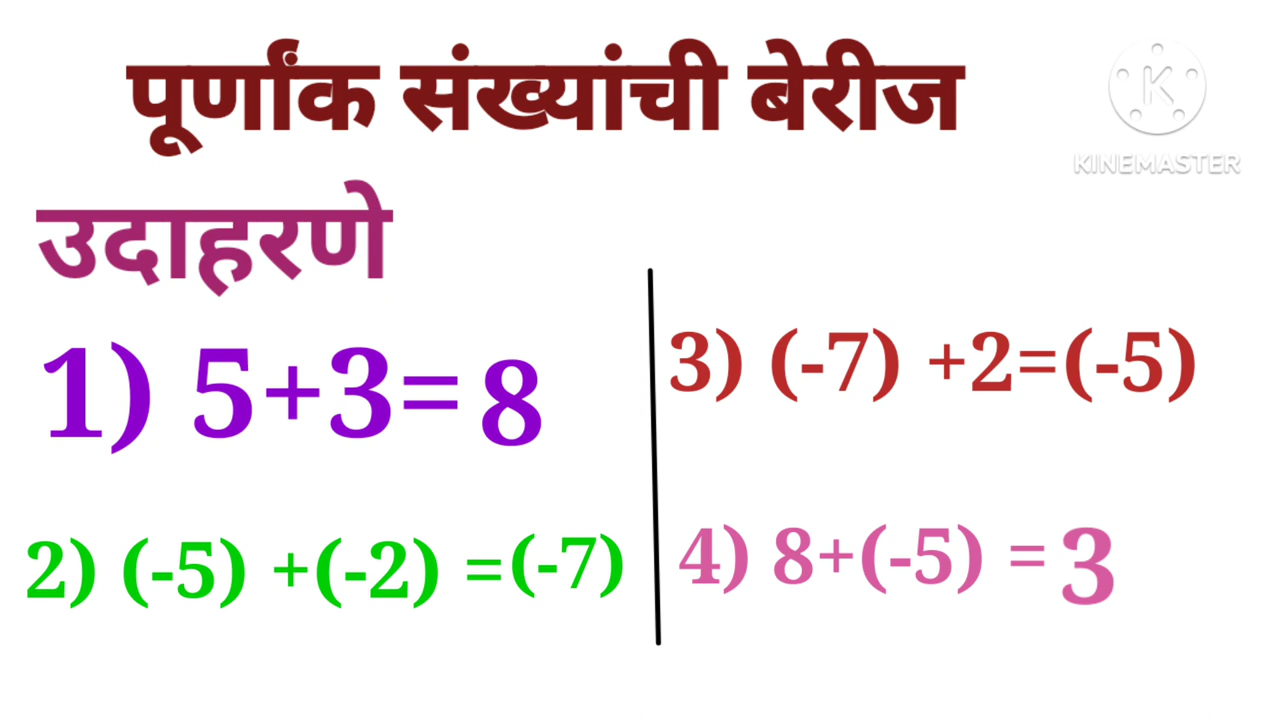 पूर्णांक संख्यांची बेरीज
KINEMASTER
उदाहरणे
1) 5+3= 8
2) (-5) +(-2) =(-7)
3) (-7) +2=(-5)
4) 8+(-5) = 3